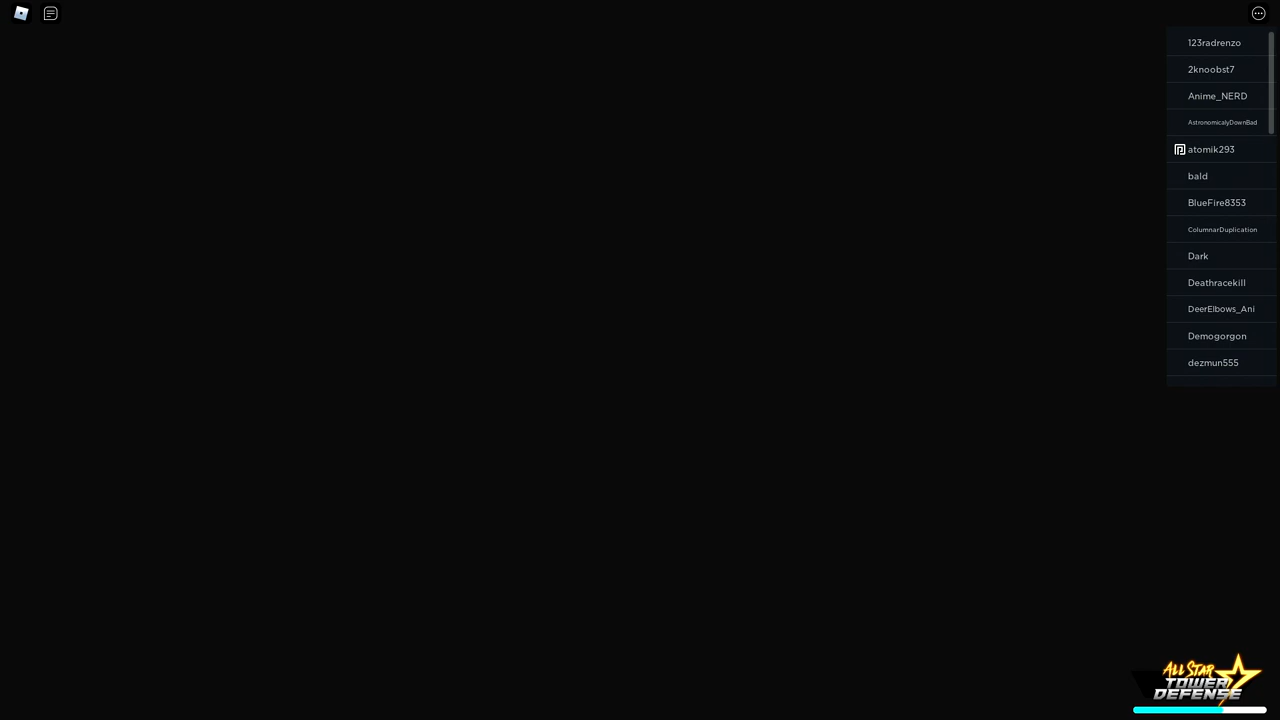 123radrenzo
2knoobst7
Anime_NERD
AstronomicalyDownBad
atomik293
bald
BlueFire8353
ColumnarDuplication
Dark
Deathracekill
DeerElbows_Ani
Demogorgon
dezmun555
ALL STAR
TOWER
DEFENSE